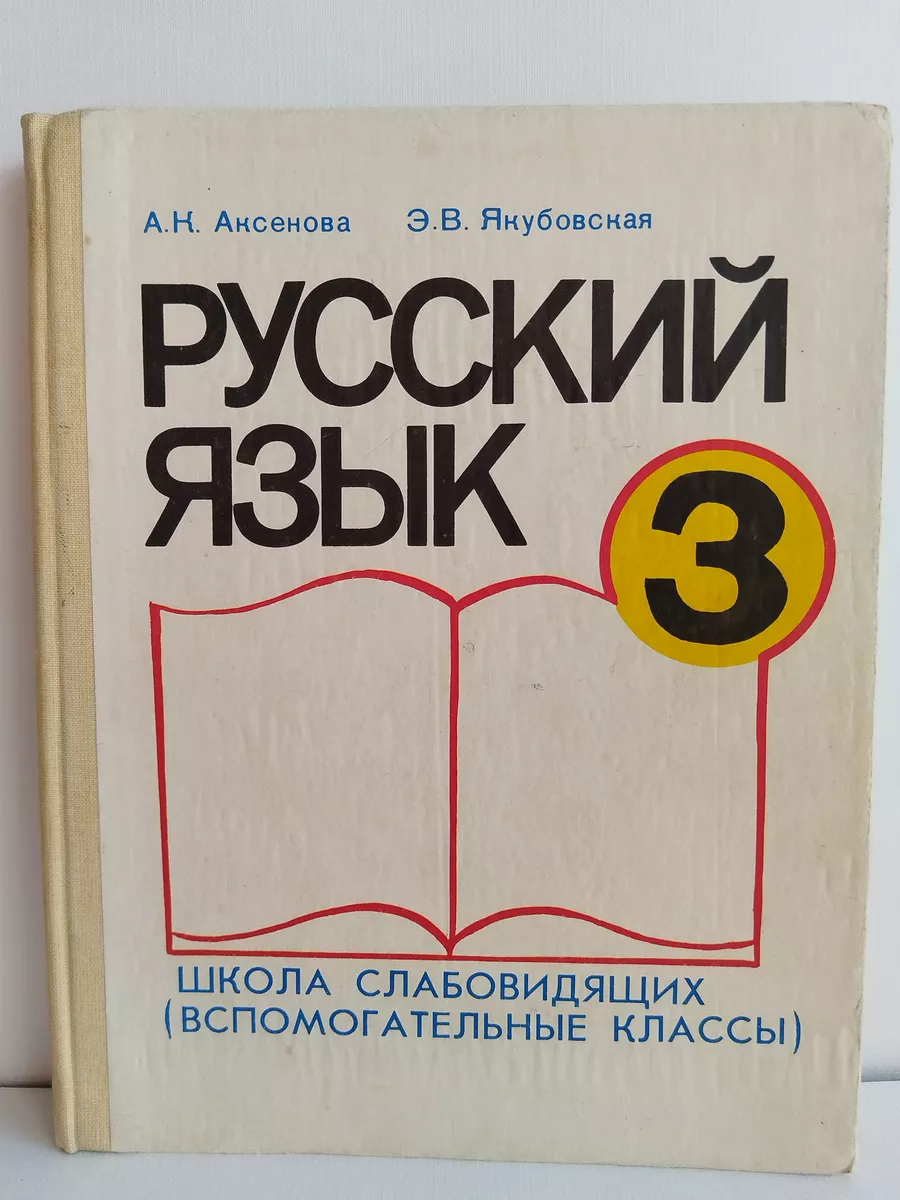 А.К. Аксенова Э.В. Якубовская
РУССКИЙ
ЯЗЫК
3
ШКОЛА СЛАБОВИДЯЩИХ
(ВСПОМОГАТЕЛЬНЫЕ КЛАССЫ)